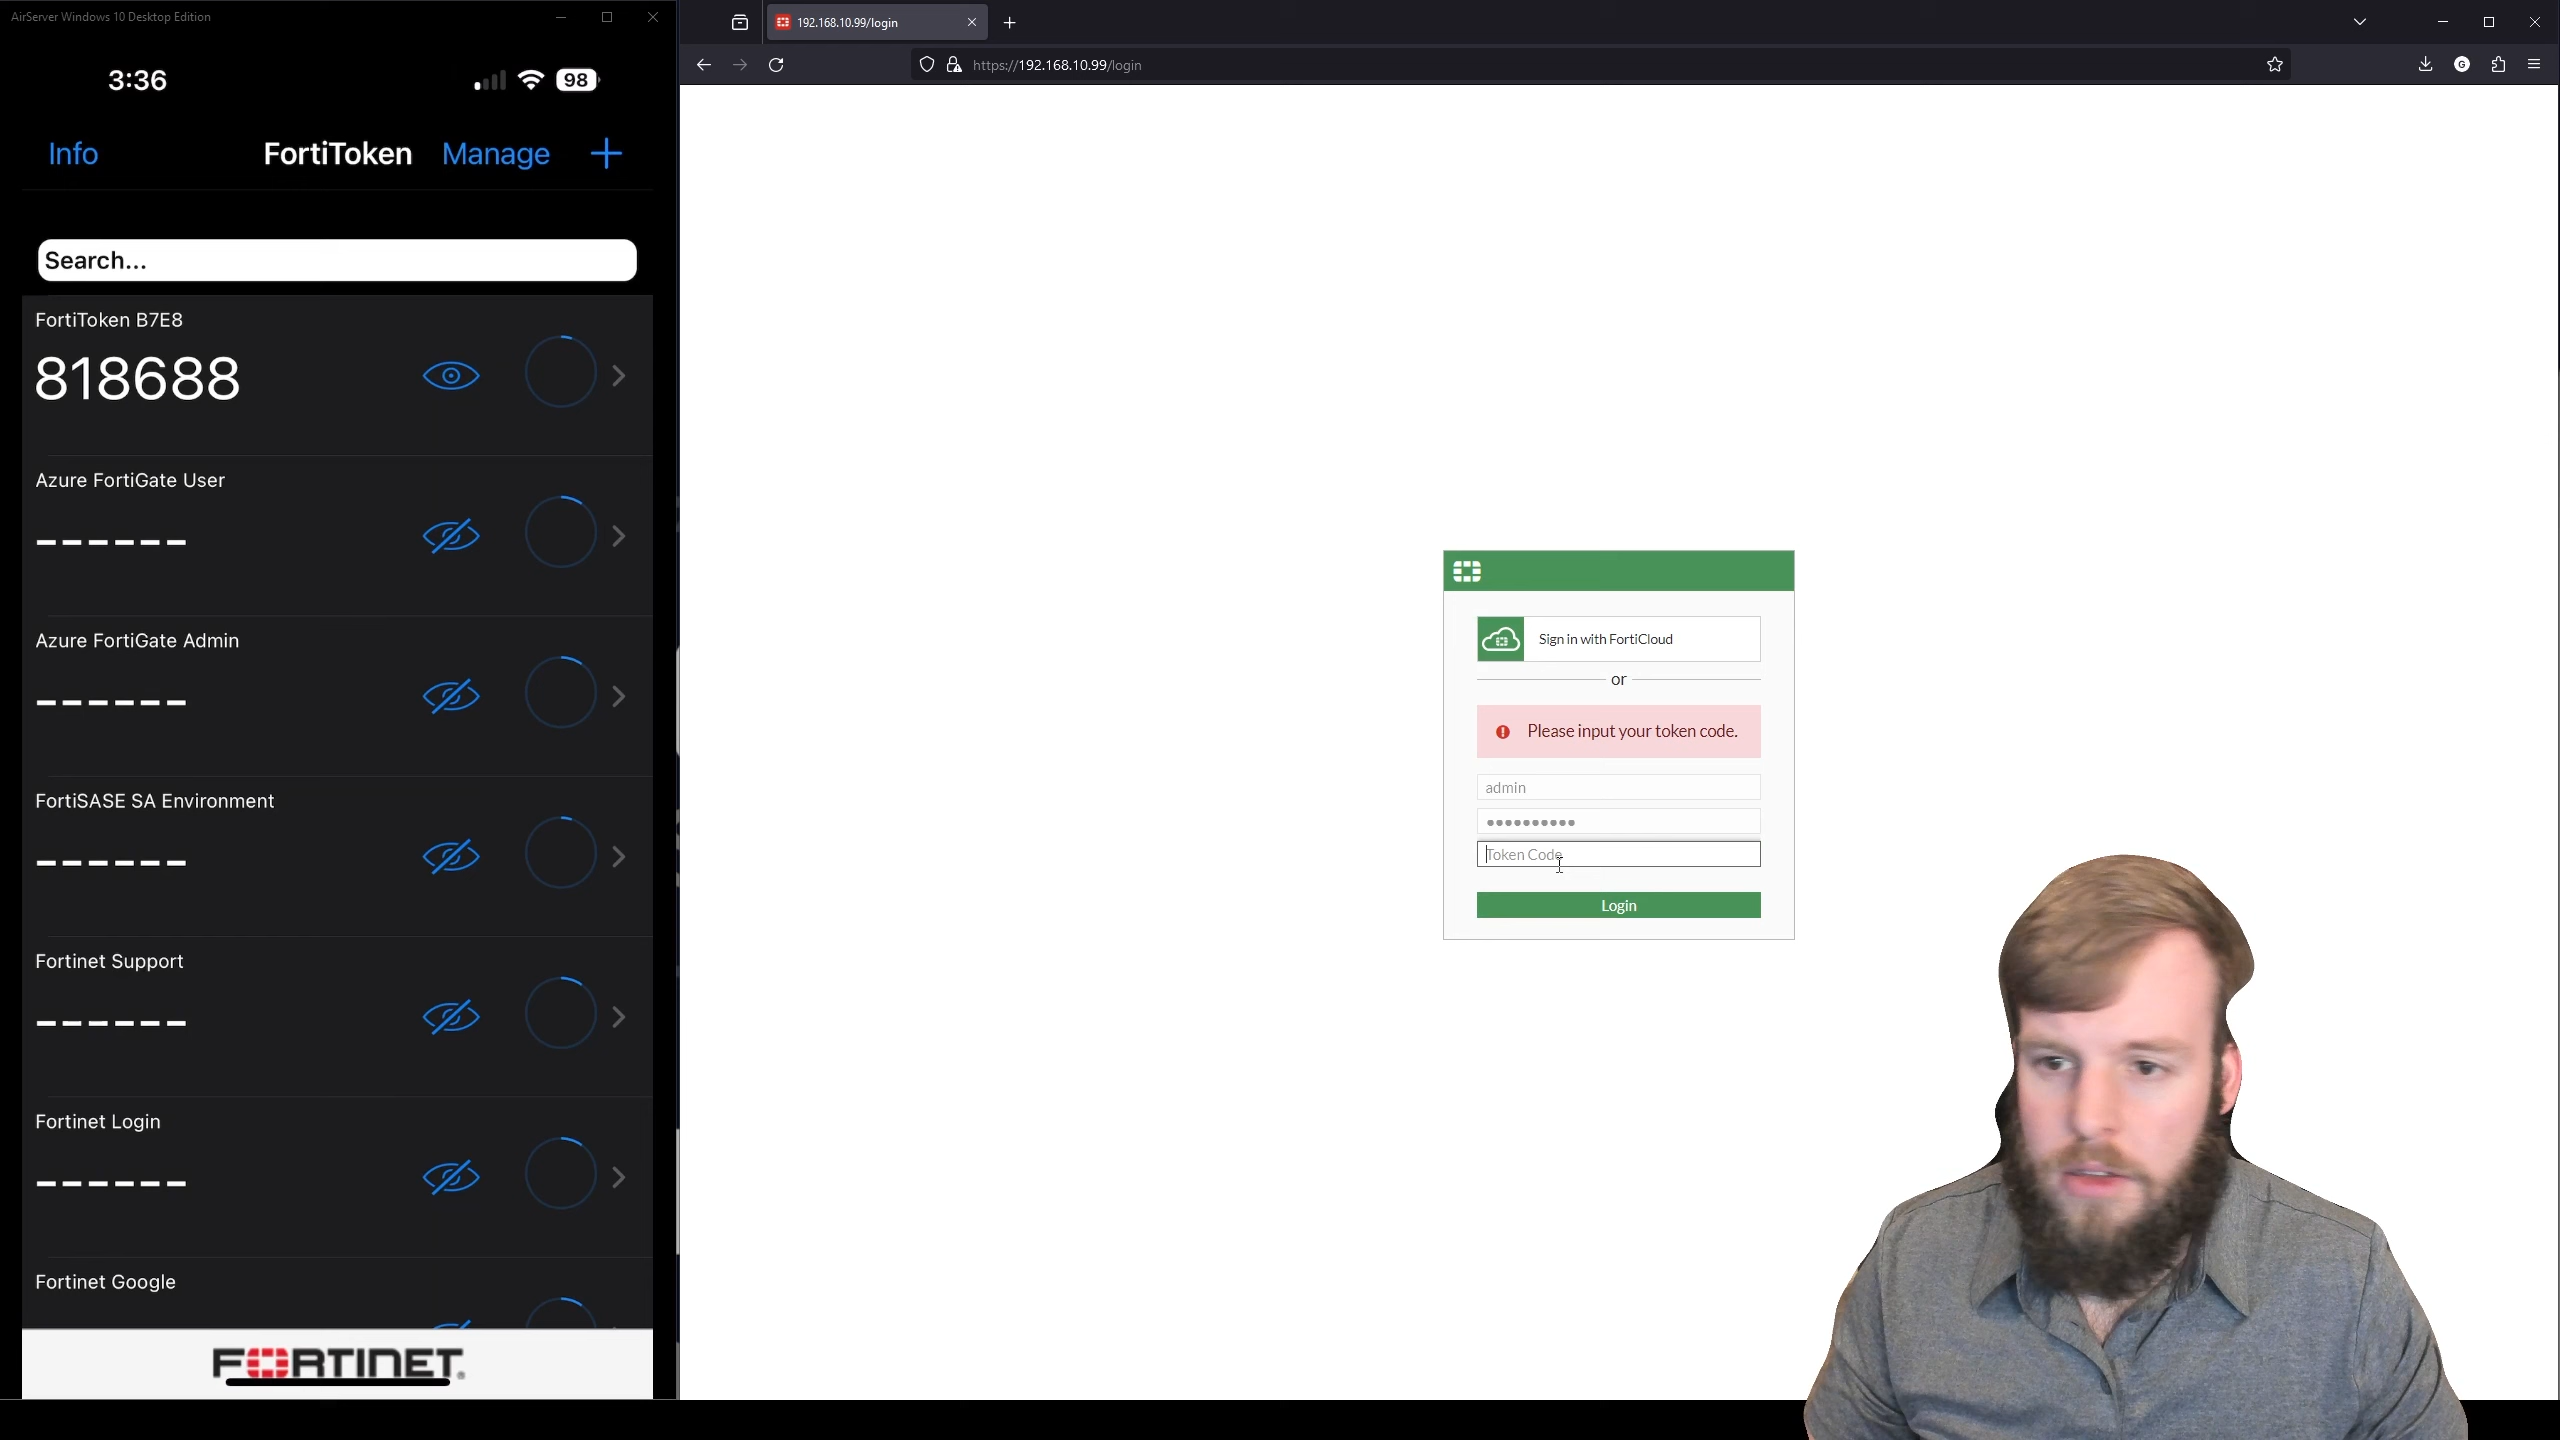 AirServer Windows 10 Desktop Edition
3:36
98
Info
FortiToken
Manage
Search...
FortiToken B7E8
818688
Azure FortiGate User
------
Azure FortiGate Admin
------
FortiSASE SA Environment
------
Fortinet Support
------
Fortinet Login
------
Fortinet Google
FORTINET
192.168.10.99/login
https://192.168.10.99/login
G
Sign in with FortiCloud
or
Please input your token code.
admin
••••••••••
Token Code
Login